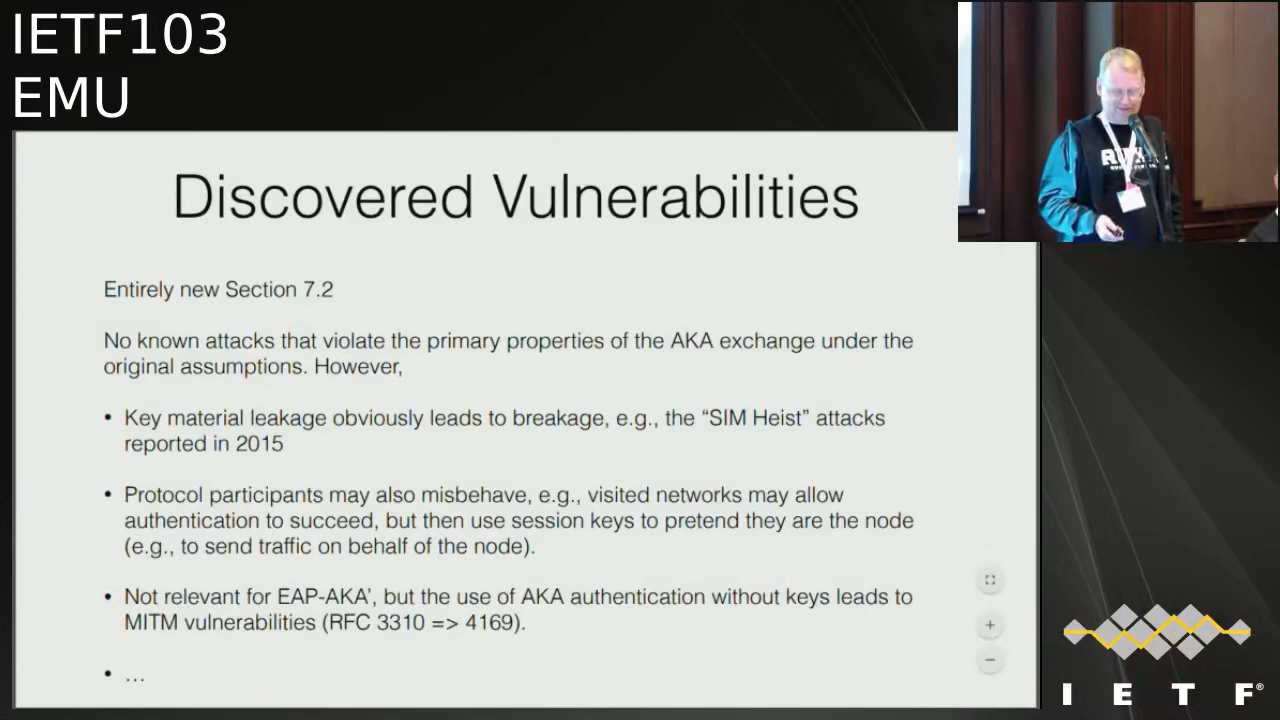 IETF103
EMU
Discovered Vulnerabilities
Entirely new Section 7.2
No known attacks that violate the primary properties of the AKA exchange under the
original assumptions. However,
• Key material leakage obviously leads to breakage, e.g., the “SIM Heist” attacks
reported in 2015
• Protocol participants may also misbehave, e.g., visited networks may allow
authentication to succeed, but then use session keys to pretend they are the node
(e.g., to send traffic on behalf of the node).
• Not relevant for EAP-AKA’, but the use of AKA authentication without keys leads to
MITM vulnerabilities (RFC 3310 => 4169).
• …
I E T F®